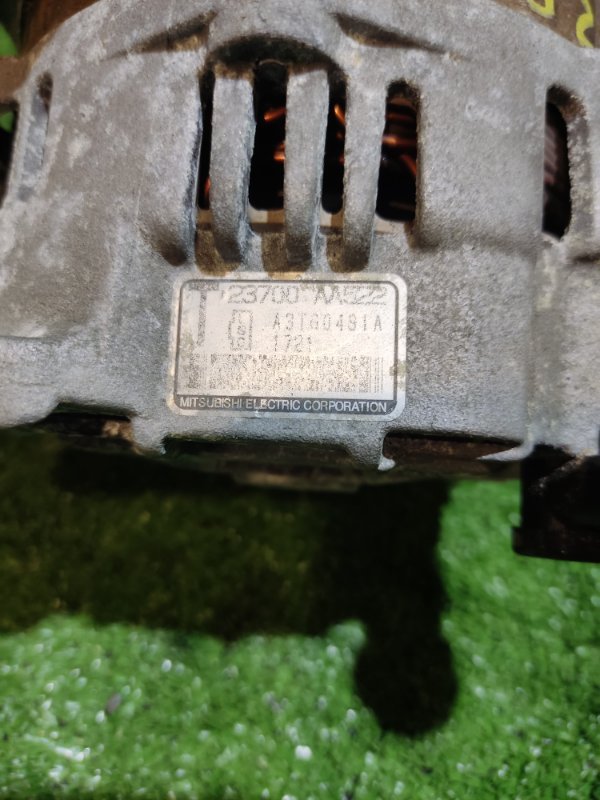 T 23700 AA522
A3TG0491A
1721
MITSUBISHI ELECTRIC CORPORATION